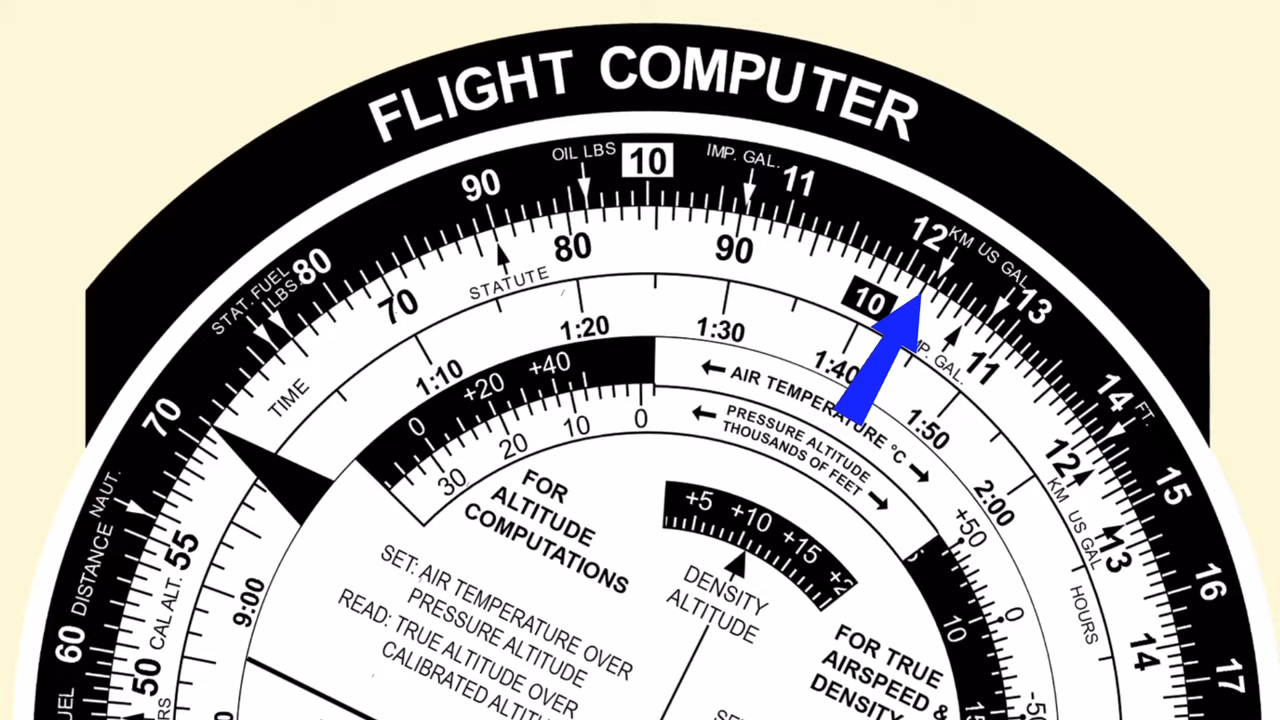 FLIGHT COMPUTER
OIL LBS
10
IMP. GAL.
11
90
12
KM
US GAL
80
90
STAT.
FUEL LBS.
80
70
STATUTE
10
13
1:20
1:30
1:40
11
14
FT.
1:10
+20
+40
0
AIR TEMPERATURE °C
PRESSURE ALTITUDE
THOUSANDS OF FEET
1:50
12
KM
US GAL
13
15
70
TIME
30
20
10
0
2:00
+50
0
-50
FOR
ALTITUDE
COMPUTATIONS
+5
+10
+15
DENSITY
ALTITUDE
NAUT.
DISTANCE
55
CAL ALT.
9:00
SET: AIR TEMPERATURE OVER
PRESSURE ALTITUDE
READ: TRUE ALTITUDE OVER
FOR TRUE
AIRSPEED &
10
HOURS
16
14
17
60
50